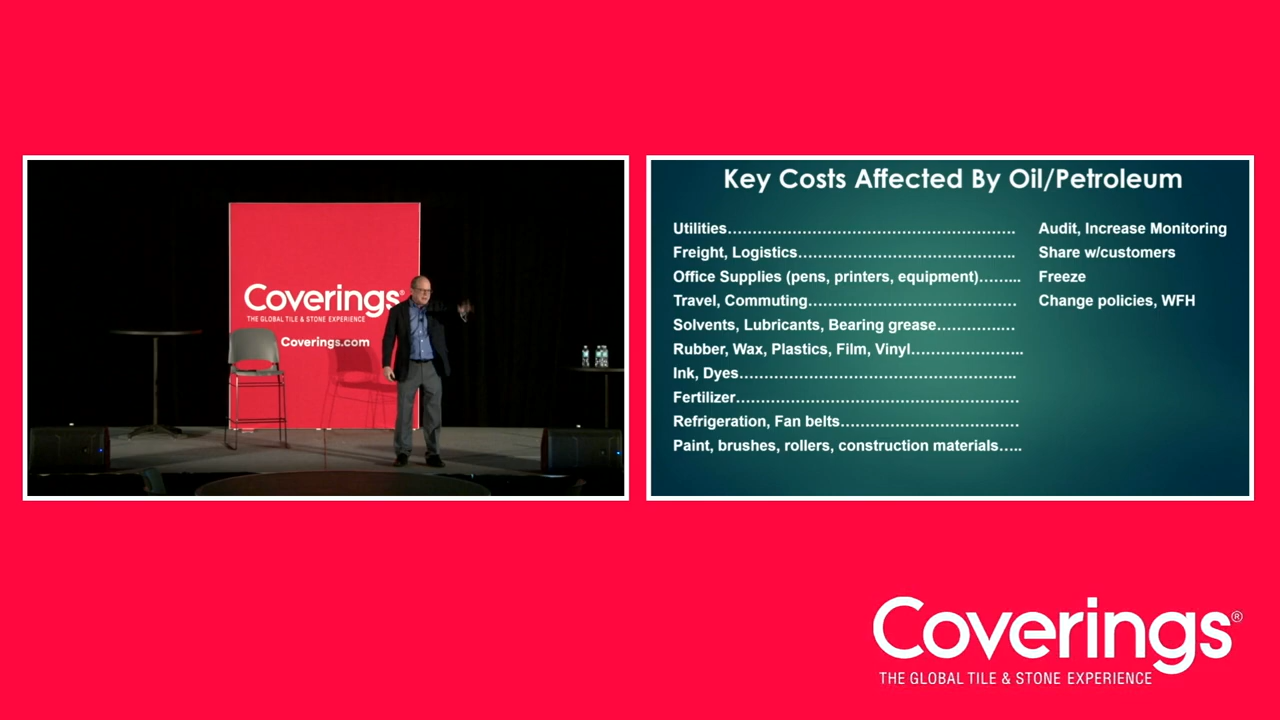 Coverings®
THE GLOBAL TILE & STONE EXPERIENCE
Coverings.com
Key Costs Affected By Oil/Petroleum
Utilities………………………………………………… Audit, Increase Monitoring
Freight, Logistics…………………………………….. Share w/customers
Office Supplies (pens, printers, equipment)…….. Freeze
Travel, Commuting…………………………………… Change policies, WFH
Solvents, Lubricants, Bearing grease……………
Rubber, Wax, Plastics, Film, Vinyl…………………..
Ink, Dyes………………………………………………..
Fertilizer…………………………………………………
Refrigeration, Fan belts………………………………
Paint, brushes, rollers, construction materials…..
Coverings®
THE GLOBAL TILE & STONE EXPERIENCE